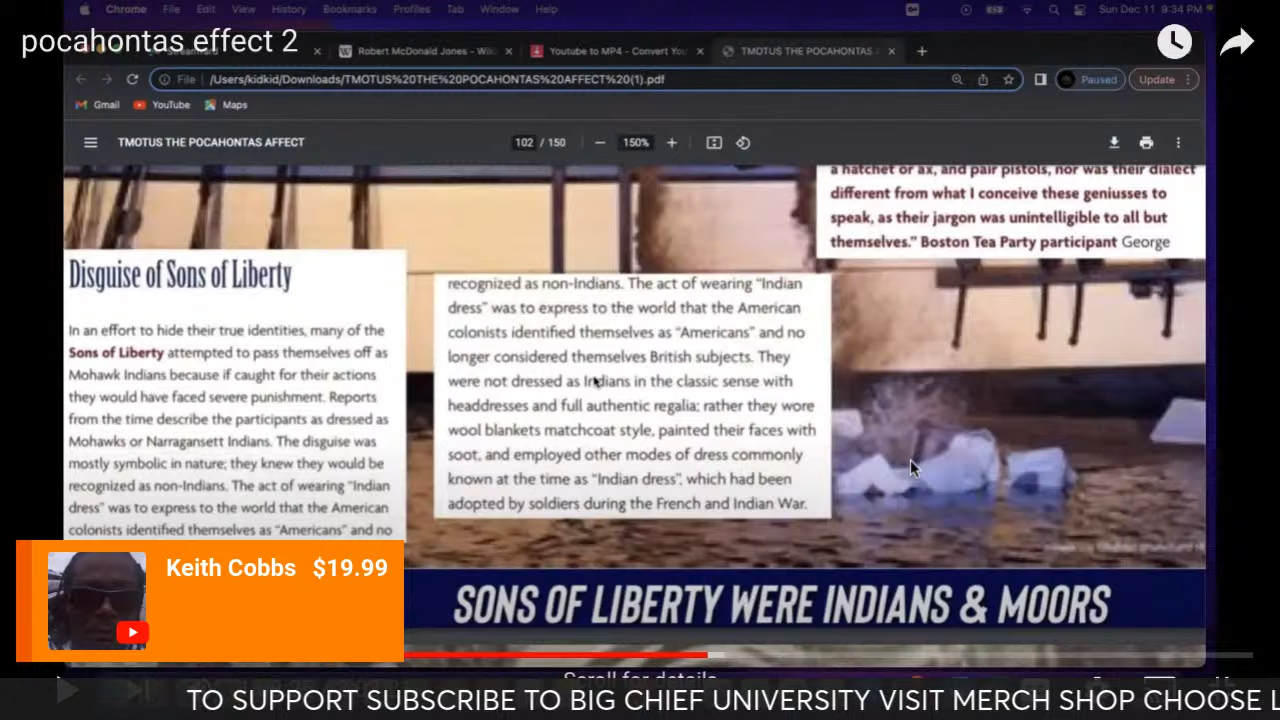 Chrome File Edit View History Bookmarks Profiles Tab Window Help Sun Dec 11 9:34 PM
pocahontas effect 2
Robert McDonald Jones - Wiki Youtube to MP4 - Convert You TMOTUS THE POCAHONTAS A
File /Users/kidkid/Downloads/TMOTUS%20THE%20POCAHONTAS%20AFFECT%20(1).pdf Paused Update
Gmail YouTube Maps
TMOTUS THE POCAHONTAS AFFECT 102 / 150 150%
a hatchet or ax, and pair pistols, nor was their dialect
different from what I conceive these geniusses to
speak, as their jargon was unintelligible to all but
themselves." Boston Tea Party participant George
Disguise of Sons of Liberty
In an effort to hide their true identities, many of the
Sons of Liberty attempted to pass themselves off as
Mohawk Indians because if caught for their actions
they would have faced severe punishment. Reports
from the time describe the participants as dressed as
Mohawks or Narragansett Indians. The disguise was
mostly symbolic in nature; they knew they would be
recognized as non-Indians. The act of wearing "Indian
dress" was to express to the world that the American
colonists identified themselves as "Americans" and no
recognized as non-Indians. The act of wearing "Indian
dress" was to express to the world that the American
colonists identified themselves as "Americans" and no
longer considered themselves British subjects. They
were not dressed as Indians in the classic sense with
headdresses and full authentic regalia; rather they wore
wool blankets matchcoat style, painted their faces with
soot, and employed other modes of dress commonly
known at the time as "Indian dress", which had been
adopted by soldiers during the French and Indian War.
Keith Cobbs $19.99
SONS OF LIBERTY WERE INDIANS & MOORS
Scroll for details
TO SUPPORT SUBSCRIBE TO BIG CHIEF UNIVERSITY VISIT MERCH SHOP CHOOSE L